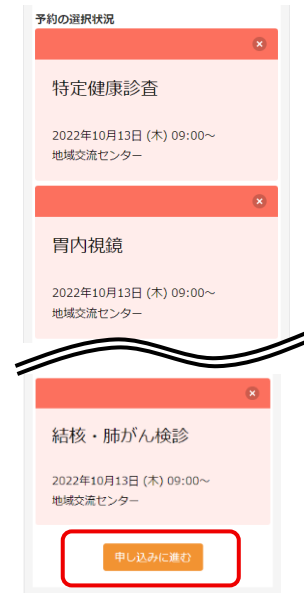 予約の選択状況
特定健康診査
2022年10月13日 (木) 09:00～
地域交流センター
胃内視鏡
2022年10月13日 (木) 09:00～
地域交流センター
結核・肺がん検診
2022年10月13日 (木) 09:00～
地域交流センター
申し込みに進む